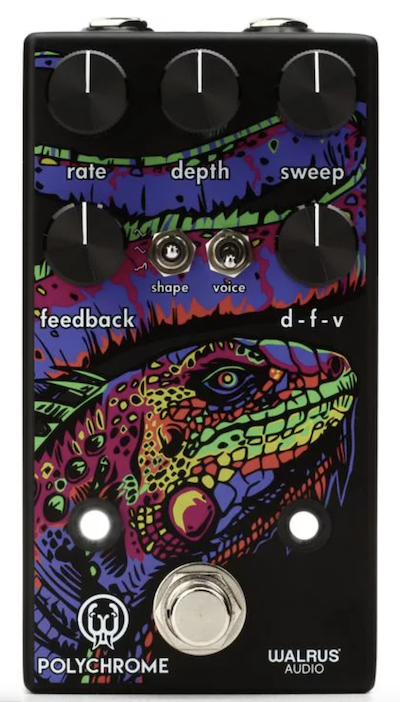 rate depth sweep
shape voice
feedback d-f-v
POLYCHROME WALRUS
AUDIO